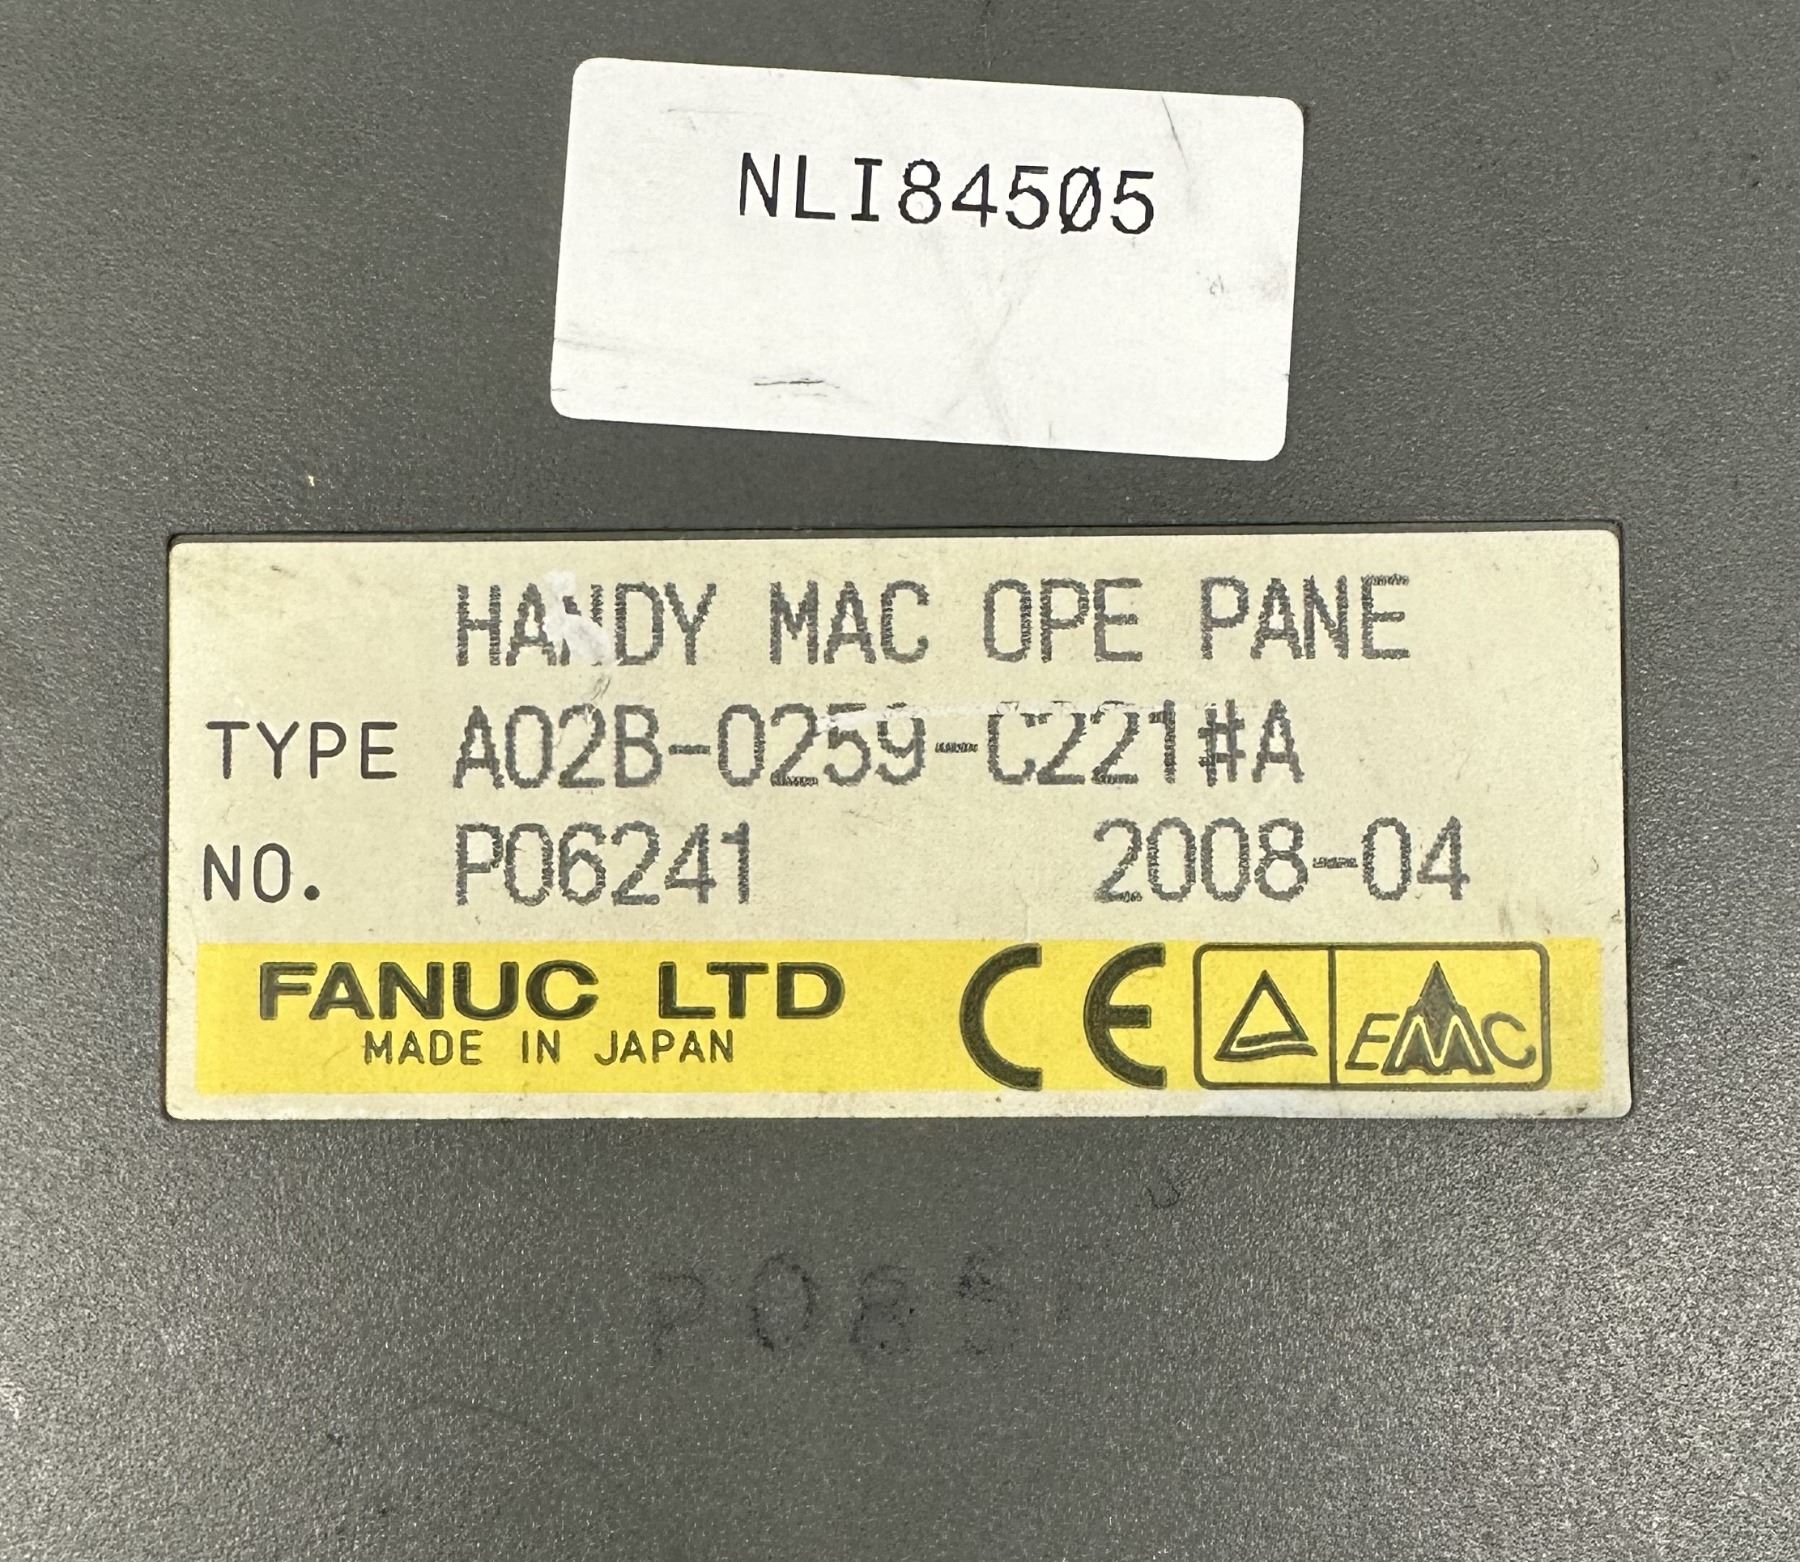 NLI845Ø5
HANDY MAC OPE PANE
TYPE A02B-0259-C221#A
NO. P06241 2008-04
FANUC LTD
MADE IN JAPAN
CE
EMC